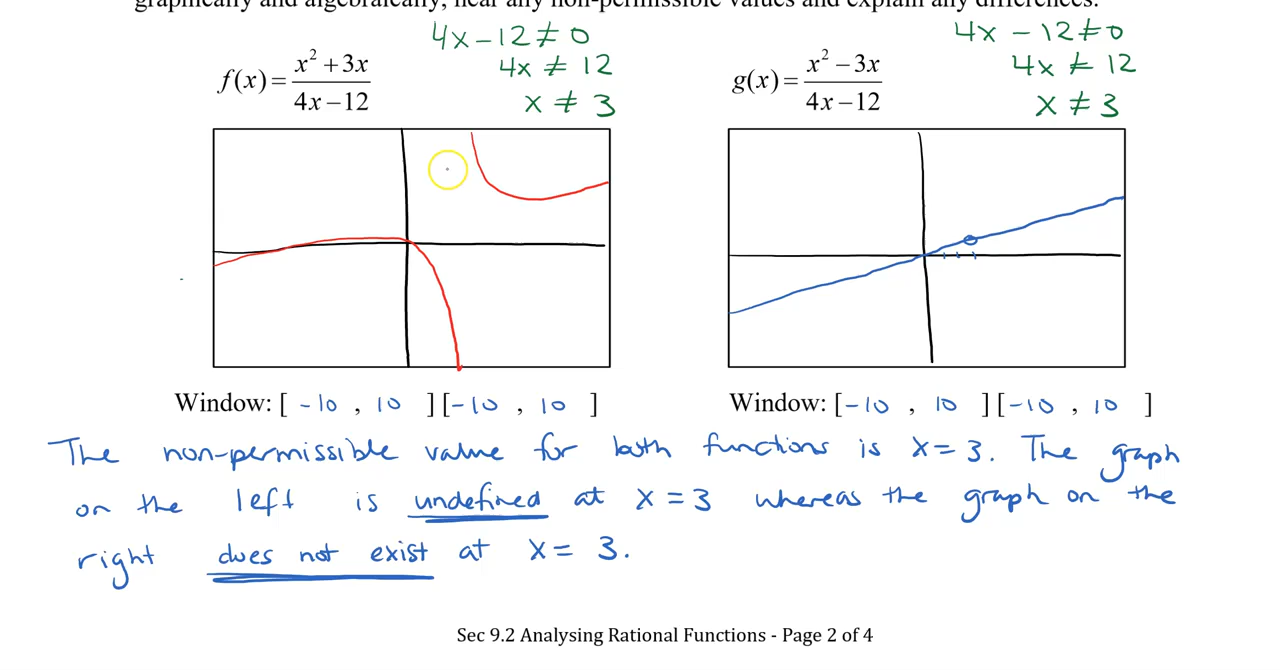 graphically and algebraically, near any non-permissible values and explain any differences.
4x - 12 ≠ 0
4x - 12 ≠ 0
f(x) = (x² + 3x)/(4x - 12)
4x ≠ 12
g(x) = (x² - 3x)/(4x - 12)
4x ≠ 12
x ≠ 3
x ≠ 3
Window: [ -10 , 10 ] [ -10 , 10 ]
Window: [ -10 , 10 ] [ -10 , 10 ]
The non-permissible value for both functions is x = 3. The graph
on the left is undefined at x = 3 whereas the graph on the
right does not exist at x = 3.
Sec 9.2 Analysing Rational Functions - Page 2 of 4